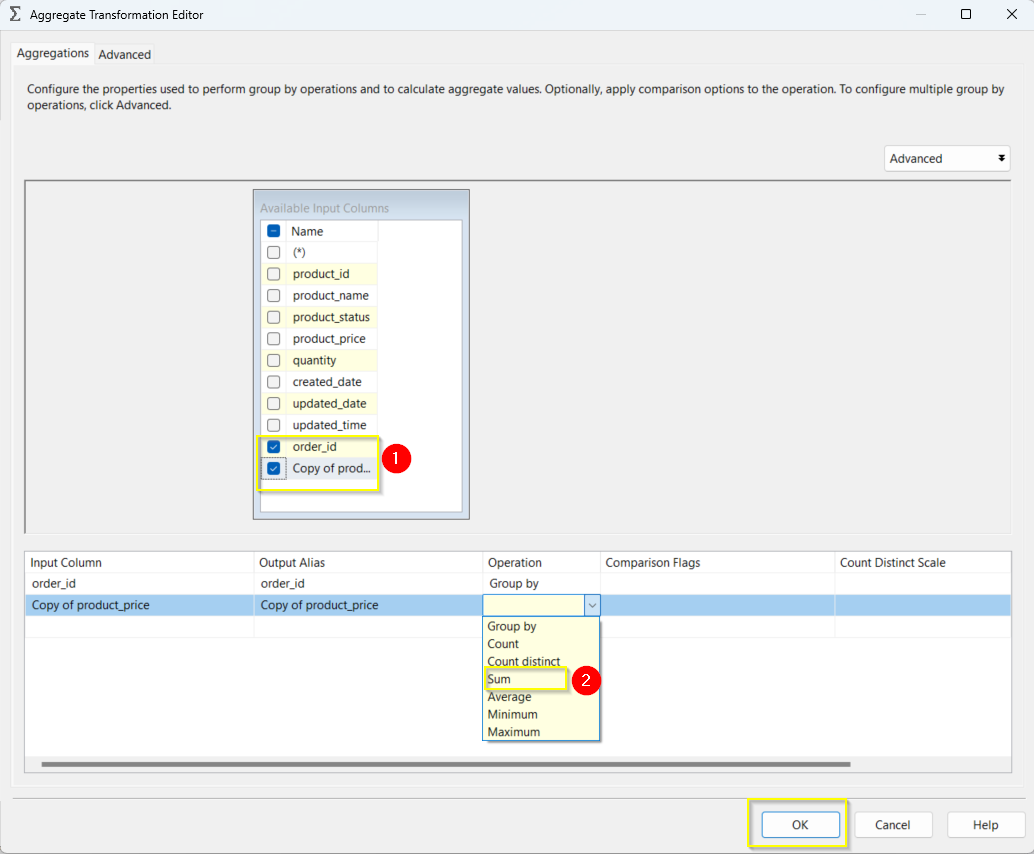 Aggregate Transformation Editor
Aggregations Advanced
Configure the properties used to perform group by operations and to calculate aggregate values. Optionally, apply comparison options to the operation. To configure multiple group by
operations, click Advanced.
Advanced
Available Input Columns
Name
(*)
product_id
product_name
product_status
product_price
quantity
created_date
updated_date
updated_time
order_id
1
Copy of prod...
Input Column Output Alias Operation Comparison Flags Count Distinct Scale
order_id order_id Group by
Copy of product_price Copy of product_price
Group by
Count
Count distinct
Sum
2
Average
Minimum
Maximum
OK Cancel Help